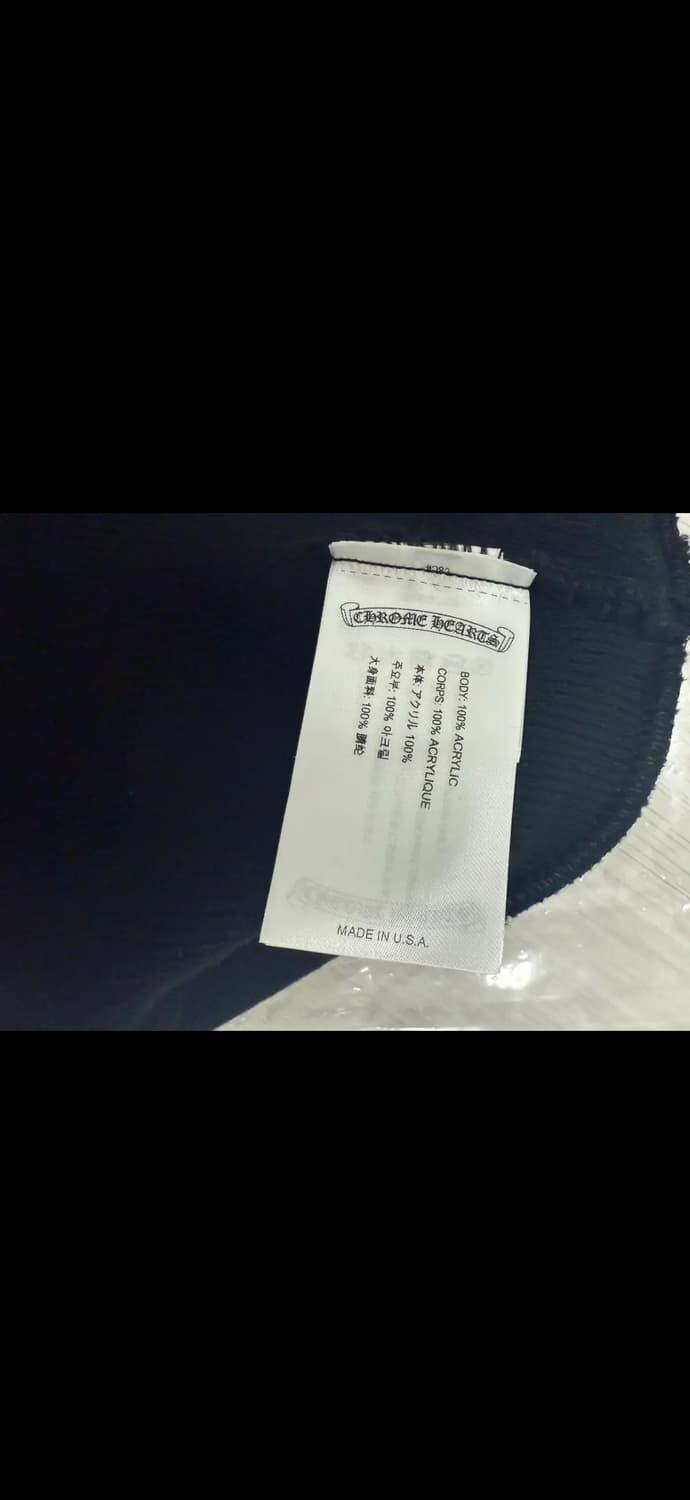 CHROME HEARTS
BODY: 100% ACRYLIC
CORPS: 100% ACRYLIQUE
本体: アクリル 100%
주요부: 100% 아크릴
大身面料: 100% 腈纶
MADE IN U.S.A.